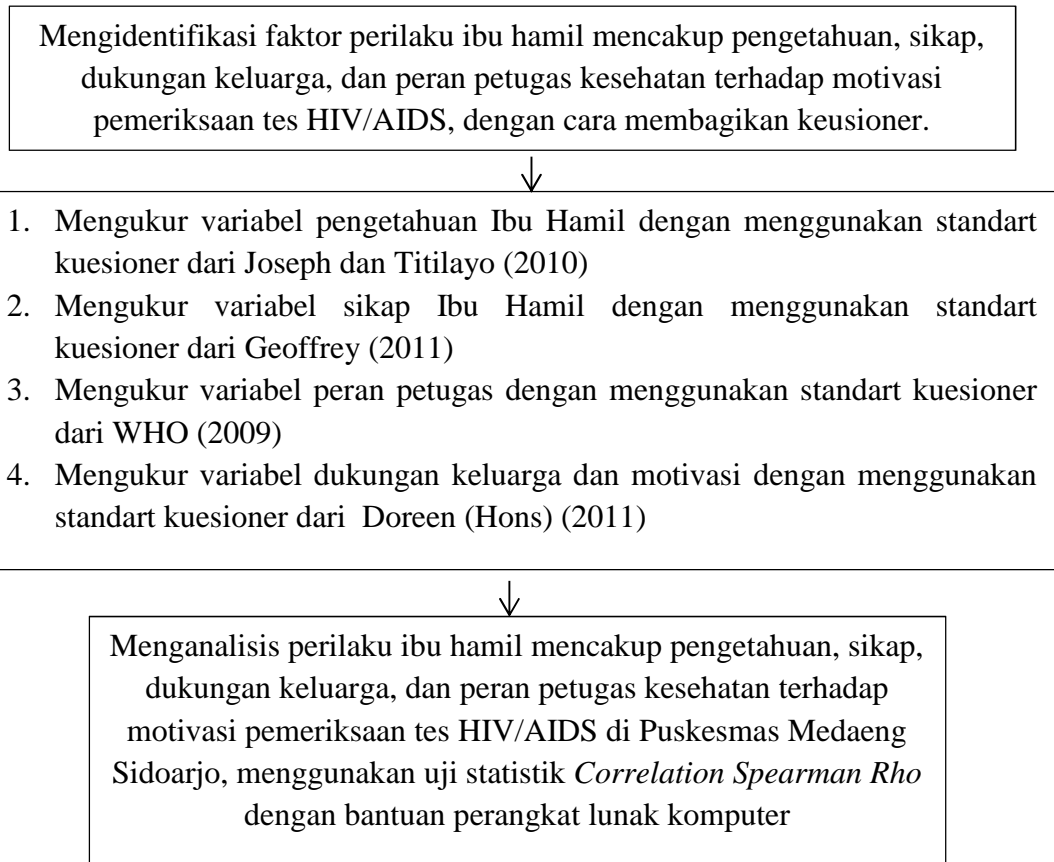 Mengidentifikasi faktor perilaku ibu hamil mencakup pengetahuan, sikap,
dukungan keluarga, dan peran petugas kesehatan terhadap motivasi
pemeriksaan tes HIV/AIDS, dengan cara membagikan keusioner.
1. Mengukur variabel pengetahuan Ibu Hamil dengan menggunakan standart
kuesioner dari Joseph dan Titilayo (2010)
2. Mengukur variabel sikap Ibu Hamil dengan menggunakan standart
kuesioner dari Geoffrey (2011)
3. Mengukur variabel peran petugas dengan menggunakan standart kuesioner
dari WHO (2009)
4. Mengukur variabel dukungan keluarga dan motivasi dengan menggunakan
standart kuesioner dari Doreen (Hons) (2011)
Menganalisis perilaku ibu hamil mencakup pengetahuan, sikap,
dukungan keluarga, dan peran petugas kesehatan terhadap
motivasi pemeriksaan tes HIV/AIDS di Puskesmas Medaeng
Sidoarjo, menggunakan uji statistik Correlation Spearman Rho
dengan bantuan perangkat lunak komputer